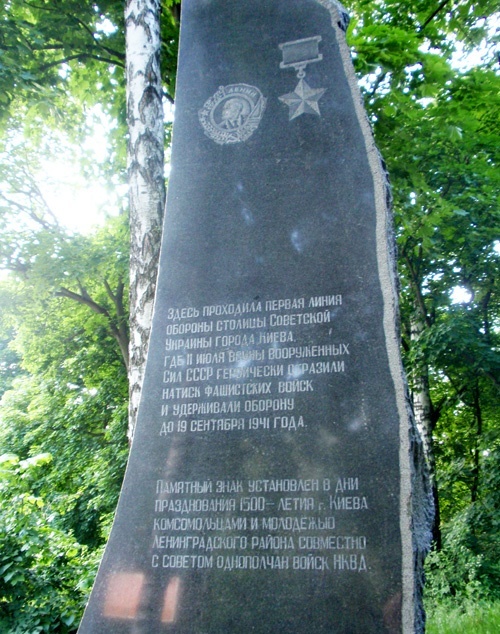 ЗДЕСЬ ПРОХОДИЛА ПЕРВАЯ ЛИНИЯ
ОБОРОНЫ СТОЛИЦЫ СОВЕТСКОЙ
УКРАИНЫ ГОРОДА КИЕВА.
ГДЕ 11 ИЮЛЯ ВОИНЫ ВООРУЖЕННЫХ
СИЛ СССР ГЕРОИЧЕСКИ ОТРАЗИЛИ
НАТИСК ФАШИСТСКИХ ВОЙСК
И УДЕРЖИВАЛИ ОБОРОНУ
ДО 19 СЕНТЯБРЯ 1941 ГОДА.
ПАМЯТНЫЙ ЗНАК УСТАНОВЛЕН В ДНИ
ПРАЗДНОВАНИЯ 1500-ЛЕТИЯ г. КИЕВА
КОМСОМОЛЬЦАМИ И МОЛОДЕЖЬЮ
ЛЕНИНГРАДСКОГО РАЙОНА СОВМЕСТНО
С СОВЕТОМ ОДНОПОЛЧАН ВОЙСК НКВД.